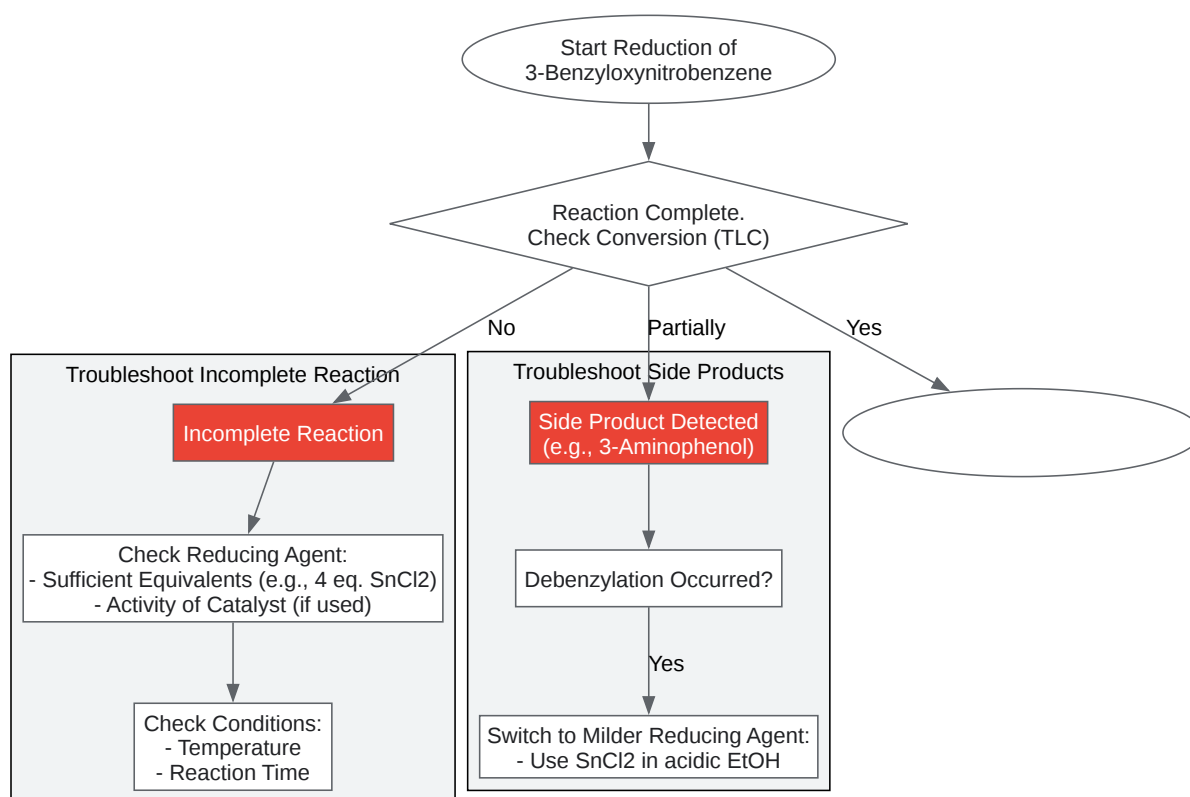 Start Reduction of
3-Benzyloxynitrobenzene
Reaction Complete.
Check Conversion (TLC)
No
Partially
Yes
Troubleshoot Incomplete Reaction
Incomplete Reaction
Check Reducing Agent:
- Sufficient Equivalents (e.g., 4 eq. SnCl2)
- Activity of Catalyst (if used)
Check Conditions:
- Temperature
- Reaction Time
Troubleshoot Side Products
Side Product Detected
(e.g., 3-Aminophenol)
Debenzylation Occurred?
Yes
Switch to Milder Reducing Agent:
- Use SnCl2 in acidic EtOH